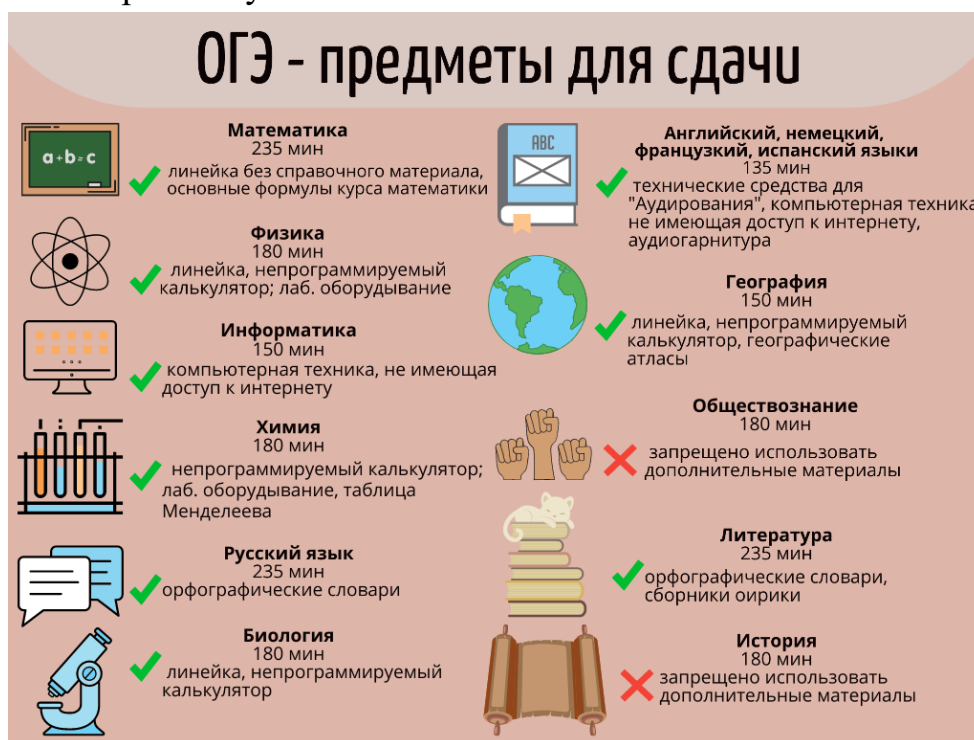 ОГЭ - предметы для сдачи
a+b=c
Математика
235 мин
линейка без справочного материала,
основные формулы курса математики
Физика
180 мин
линейка, непрограммируемый
калькулятор; лаб. оборудывание
Информатика
150 мин
компьютерная техника, не имеющая
доступ к интернету
Химия
180 мин
непрограммируемый калькулятор;
лаб. оборудывание, таблица
Менделеева
Русский язык
235 мин
орфографические словари
Биология
180 мин
линейка, непрограммируемый
калькулятор
ABC
Английский, немецкий,
французкий, испанский языки
135 мин
технические средства для
"Аудирования", компьютерная техника
не имеющая доступ к интернету,
аудиогарнитура
География
150 мин
линейка, непрограммируемый
калькулятор, географические
атласы
Обществознание
180 мин
запрещено использовать
дополнительные материалы
Литература
235 мин
орфографические словари,
сборники оирики
История
180 мин
запрещено использовать
дополнительные материалы